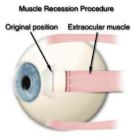 Muscle Recession Procedure
Original position
Extraocular muscle